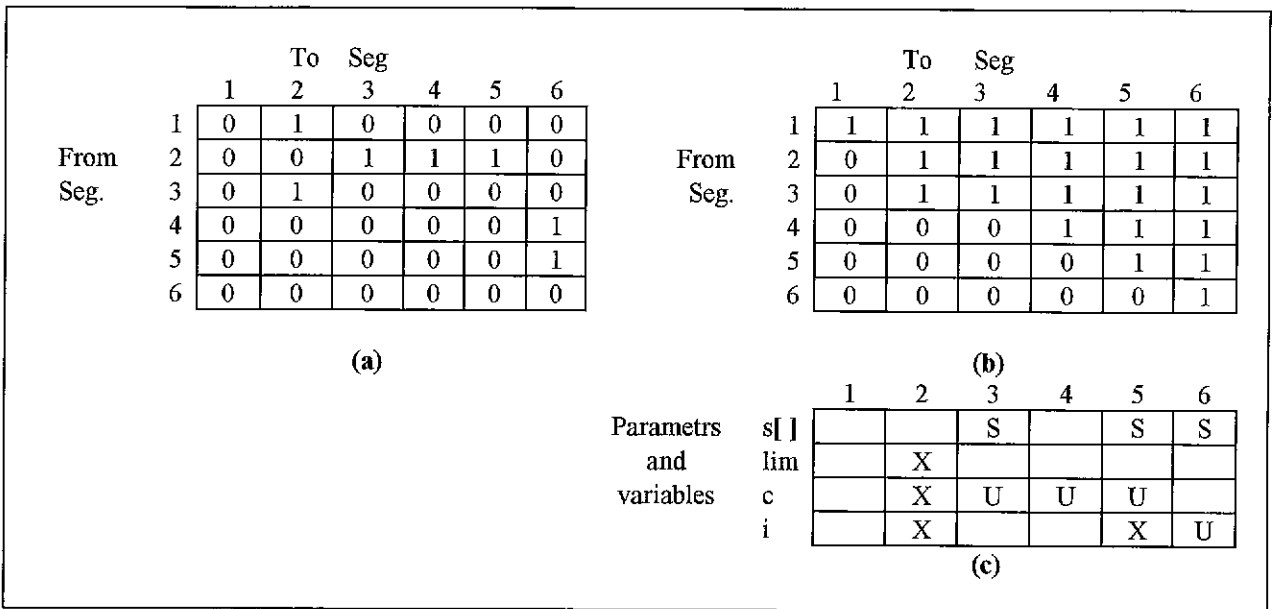 To Seg
1 2 3 4 5 6
1 0 1 0 0 0 0
From 2 0 0 1 1 1 0
Seg. 3 0 1 0 0 0 0
4 0 0 0 0 0 1
5 0 0 0 0 0 1
6 0 0 0 0 0 0
(a)
To Seg
1 2 3 4 5 6
1 1 1 1 1 1 1
From 2 0 1 1 1 1 1
Seg. 3 0 1 1 1 1 1
4 0 0 0 1 1 1
5 0 0 0 0 1 1
6 0 0 0 0 0 1
(b)
1 2 3 4 5 6
Parametrs s[ ] S S S
and lim X
variables c X U U U
i X X U
(c)